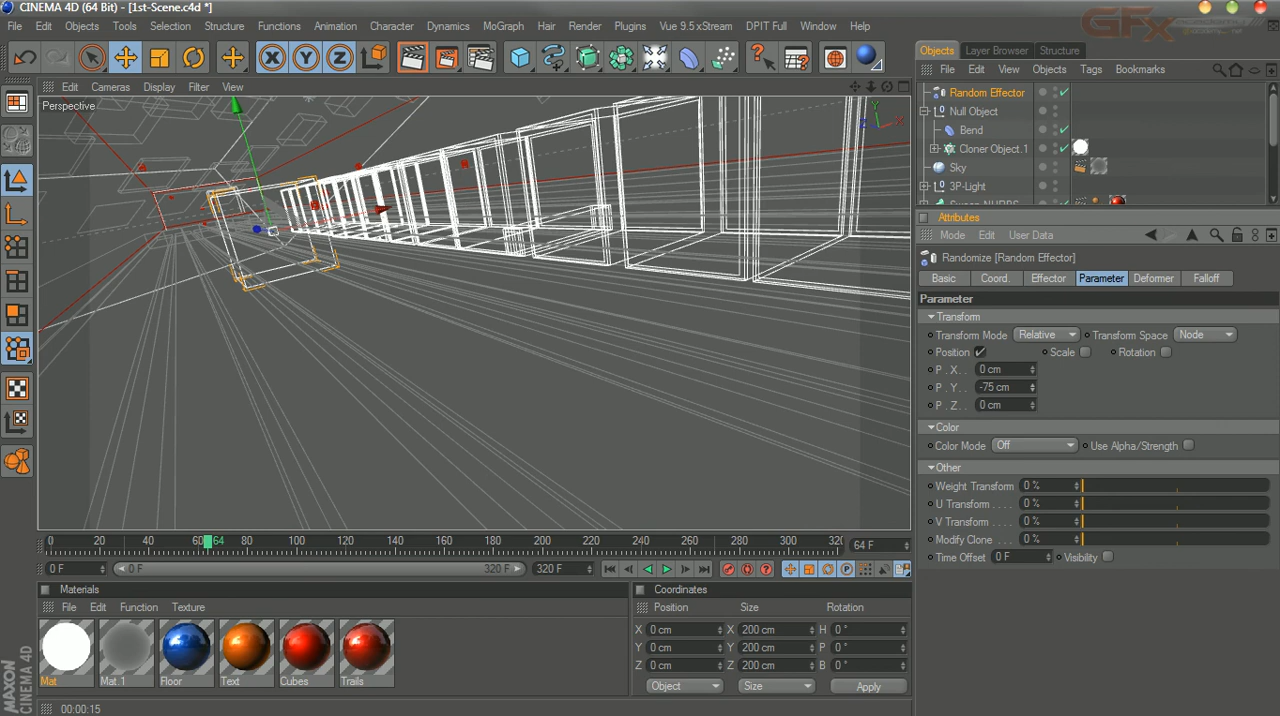 CINEMA 4D (64 Bit) - [1st-Scene.c4d *]
File Edit Objects Tools Selection Structure Functions Animation Character Dynamics MoGraph Hair Render Plugins Vue 9.5 xStream DPIT Full Window Help
GFx
X Y Z
Objects Layer Browser Structure
File Edit View Objects Tags Bookmarks
Edit Cameras Display Filter View
Perspective
Y
X
Z
Random Effector
Null Object
Bend
Cloner Object.1
Sky
3P-Light
Attributes
Mode Edit User Data
Randomize [Random Effector]
Basic Coord. Effector Parameter Deformer Falloff
Parameter
Transform
Transform Mode Relative Transform Space Node
Position Scale Rotation
P . X . . 0 cm
P . Y . . -75 cm
P . Z . . 0 cm
Color
Color Mode Off Use Alpha/Strength
Other
Weight Transform 0 %
U Transform . . . . 0 %
V Transform . . . . 0 %
Modify Clone . . . 0 %
Time Offset 0 F Visibility
0 20 40 60 64 80 100 120 140 160 180 200 220 240 260 280 300 320 64 F
0 F 0 F 320 F 320 F
Materials
File Edit Function Texture
Mat Mat.1 Floor Text Cubes Trails
Coordinates
Position Size Rotation
X 0 cm X 200 cm H 0 °
Y 0 cm Y 200 cm P 0 °
Z 0 cm Z 200 cm B 0 °
Object Size Apply
MAXON
CINEMA 4D
00:00:15